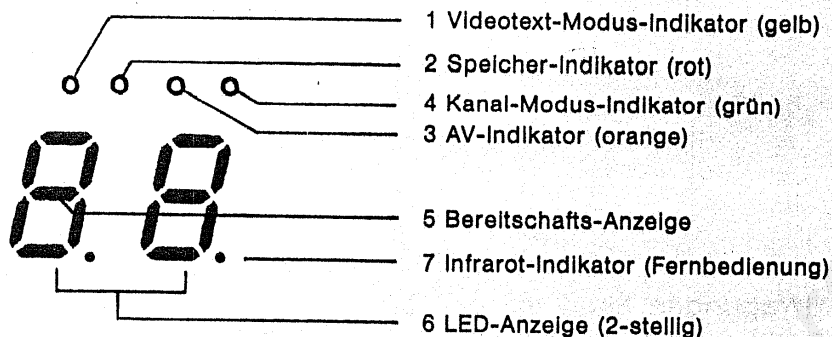 1 Videotext-Modus-Indikator (gelb)
2 Speicher-Indikator (rot)
4 Kanal-Modus-Indikator (grün)
3 AV-Indikator (orange)
5 Bereitschafts-Anzeige
7 Infrarot-Indikator (Fernbedienung)
6 LED-Anzeige (2-stellig)